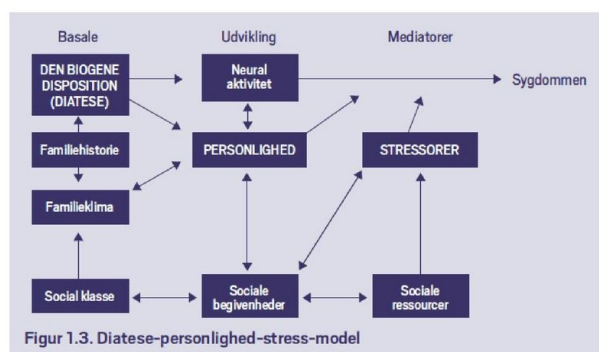 Basale
Udvikling
Mediatorer
DEN BIOGENE
DISPOSITION
(DIATESE)
Neural
aktivitet
Sygdommen
Familiehistorie
PERSONLIGHED
STRESSORER
Familieklima
Social klasse
Sociale
begivenheder
Sociale
ressourcer
Figur 1.3. Diatese-personlighed-stress-model